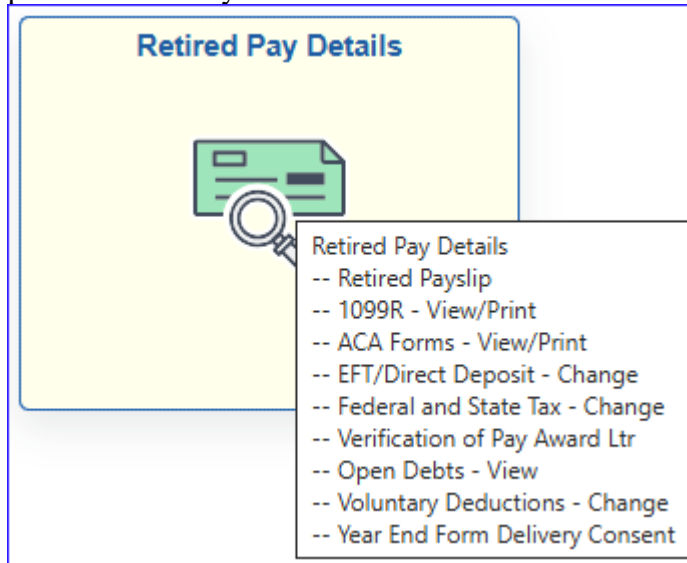 Retired Pay Details
Retired Pay Details
-- Retired Payslip
-- 1099R - View/Print
-- ACA Forms - View/Print
-- EFT/Direct Deposit - Change
-- Federal and State Tax - Change
-- Verification of Pay Award Ltr
-- Open Debts - View
-- Voluntary Deductions - Change
-- Year End Form Delivery Consent